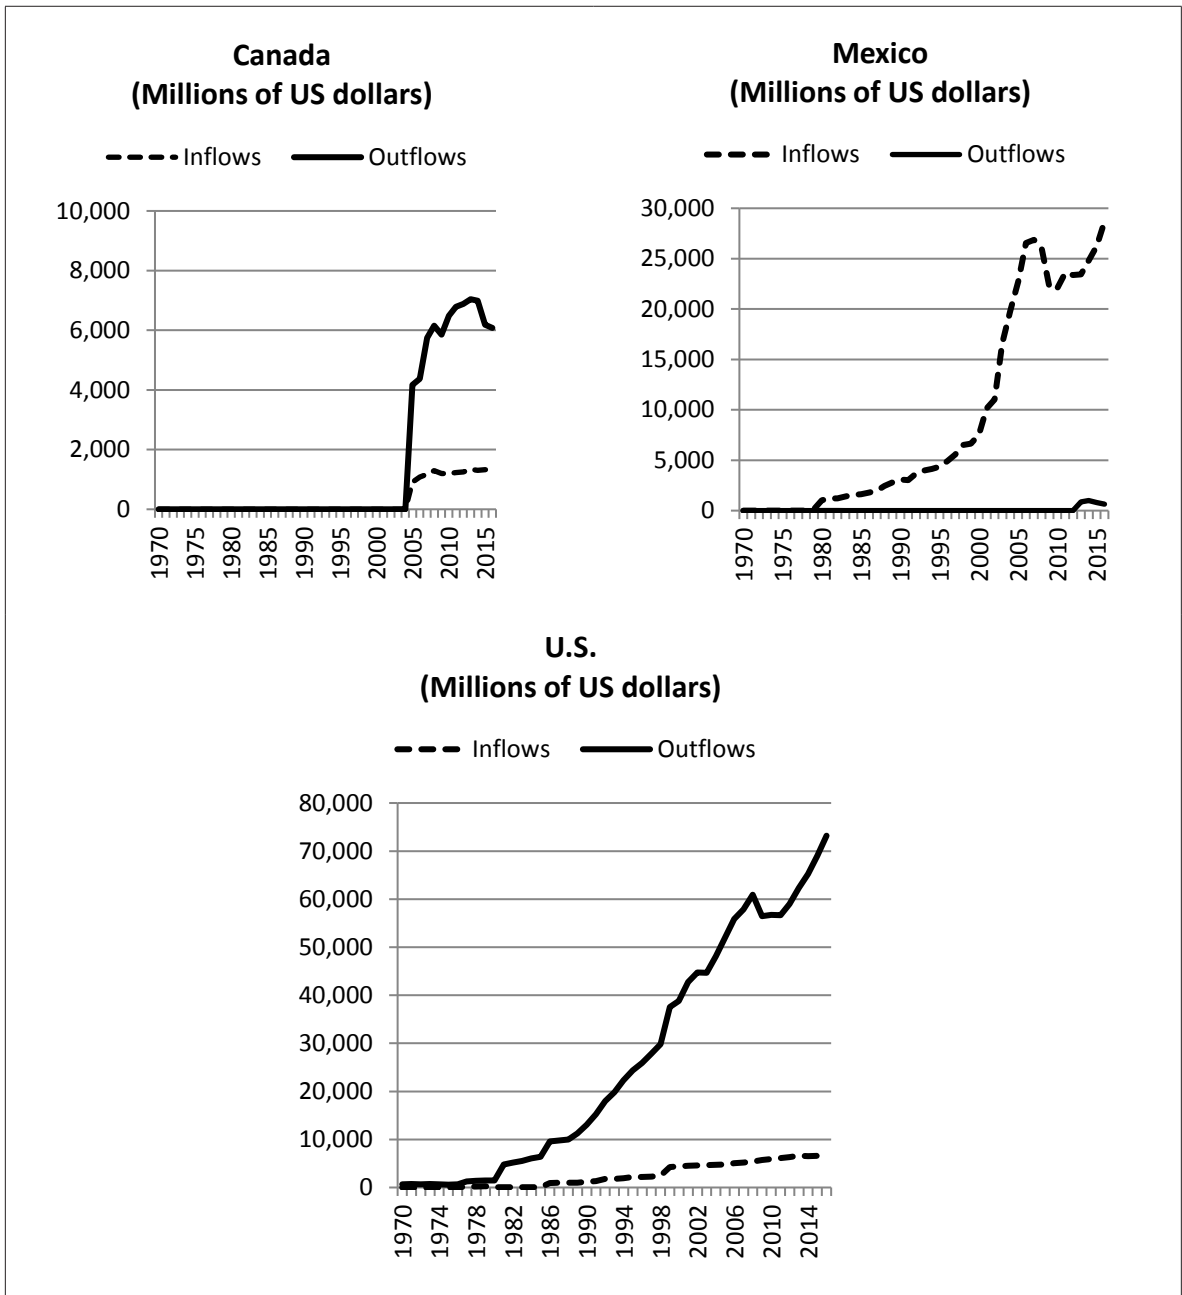 Canada
(Millions of US dollars)
Inflows Outflows
10,000
8,000
6,000
4,000
2,000
0
1970 1975 1980 1985 1990 1995 2000 2005 2010 2015
Mexico
(Millions of US dollars)
Inflows Outflows
30,000
25,000
20,000
15,000
10,000
5,000
0
1970 1975 1980 1985 1990 1995 2000 2005 2010 2015
U.S.
(Millions of US dollars)
Inflows Outflows
80,000
70,000
60,000
50,000
40,000
30,000
20,000
10,000
0
1970 1974 1978 1982 1986 1990 1994 1998 2002 2006 2010 2014